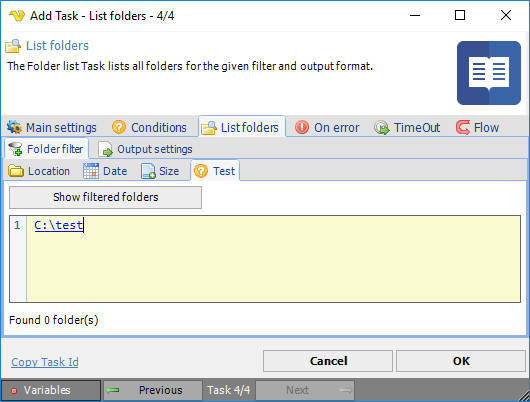 Add Task - List folders - 4/4
List folders
The Folder list Task lists all folders for the given filter and output format.
Main settings Conditions List folders On error TimeOut Flow
Folder filter Output settings
Location Date Size Test
Show filtered folders
1 C:\test
Found 0 folder(s)
Copy Task Id Cancel OK
Variables Previous Task 4/4 Next